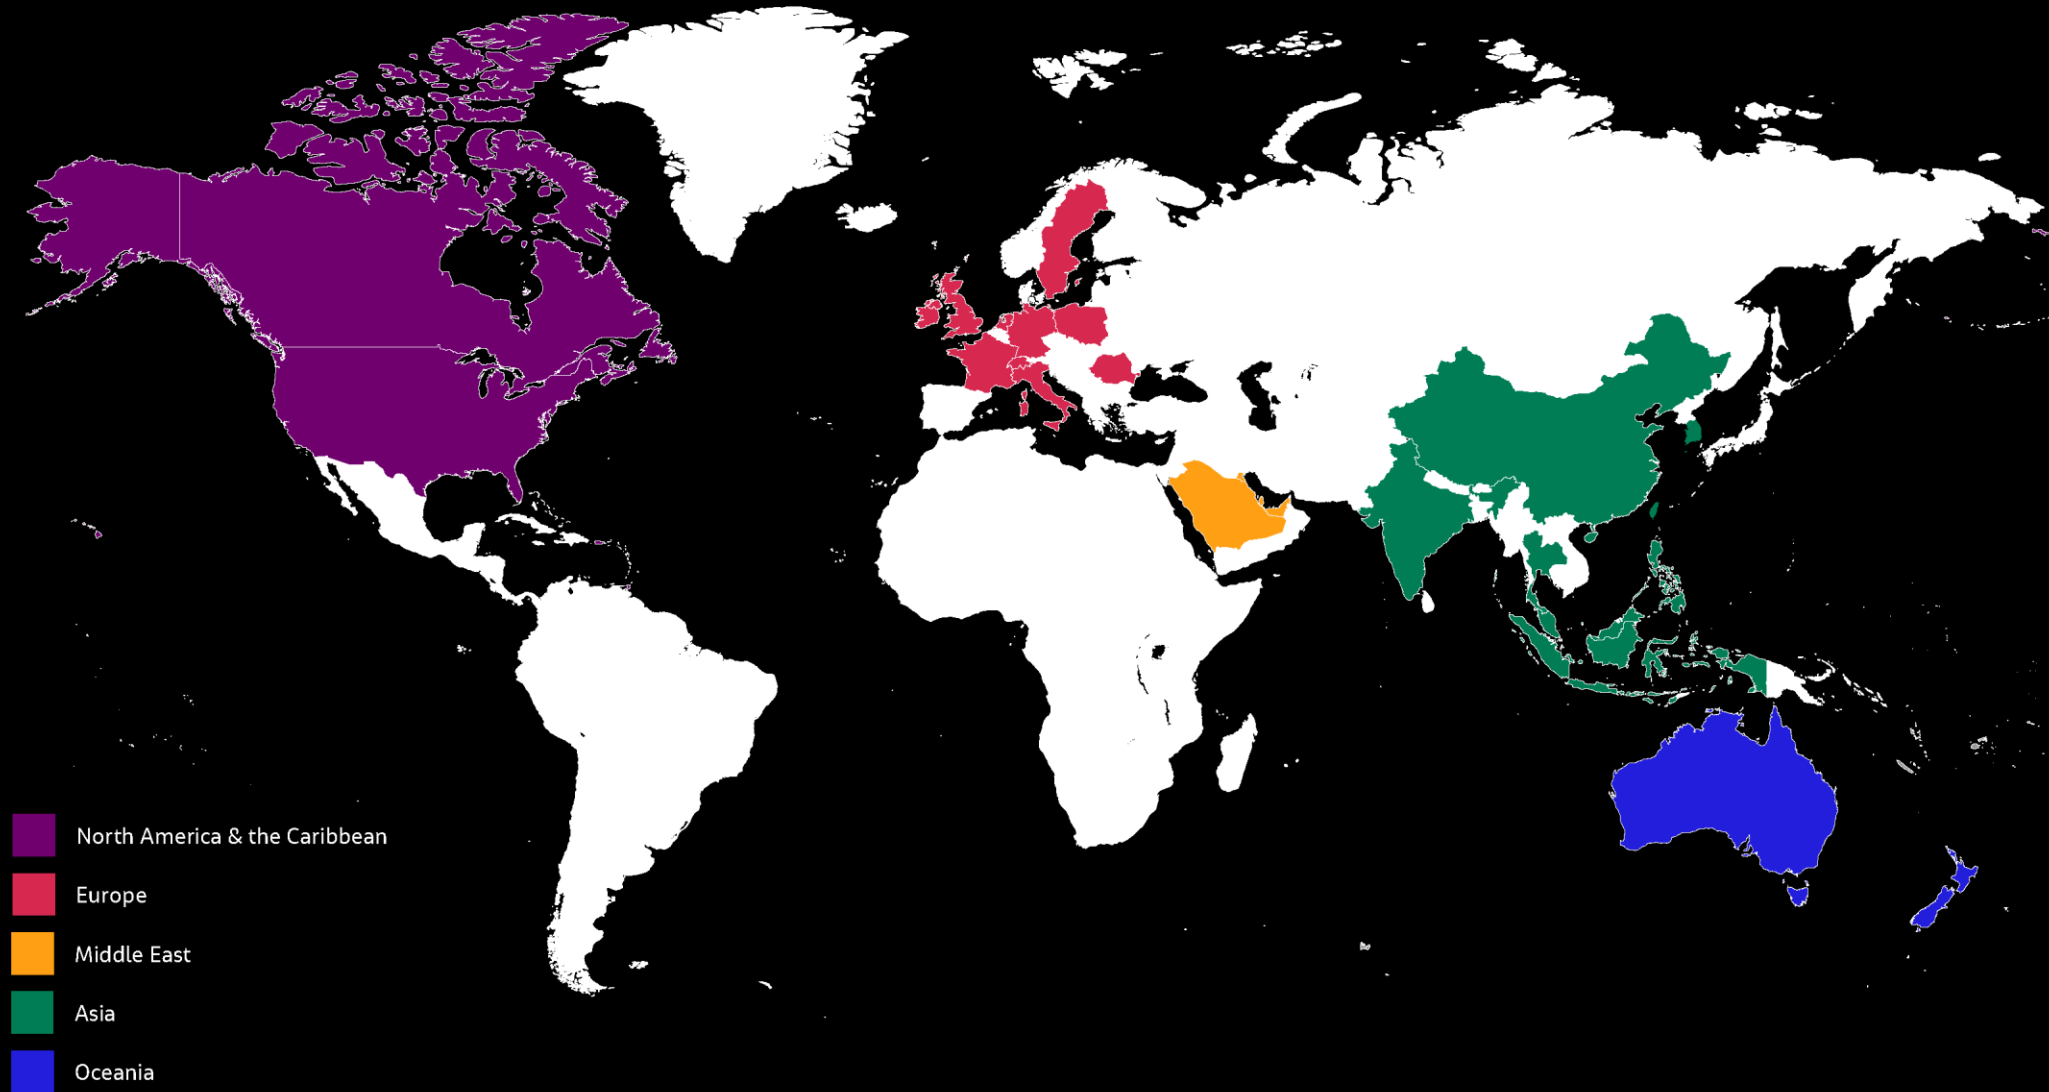 North America & the Caribbean
Europe
Middle East
Asia
Oceania